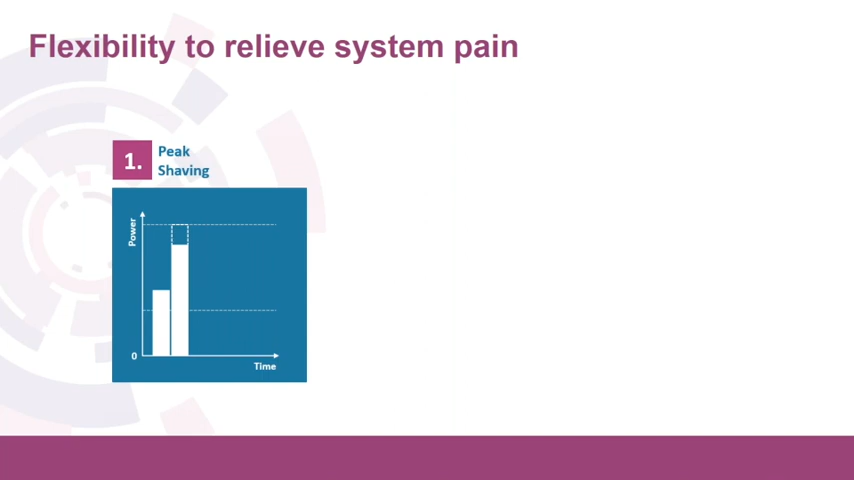 Flexibility to relieve system pain
1.
Peak
Shaving
Power
0
Time